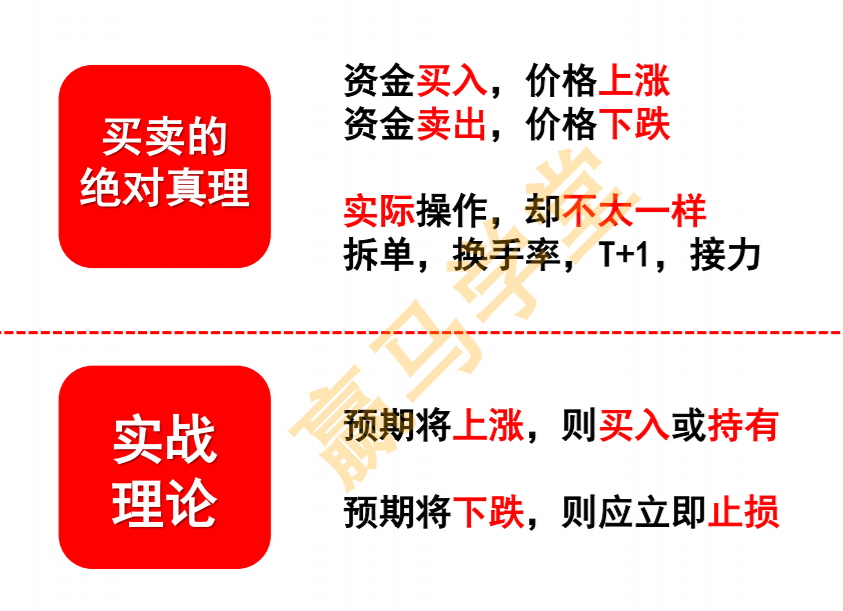 买卖的
绝对真理
资金买入，价格上涨
资金卖出，价格下跌
实际操作，却不太一样
拆单，换手率，T+1，接力
赢马学堂
实战
理论
预期将上涨，则买入或持有
预期将下跌，则应立即止损